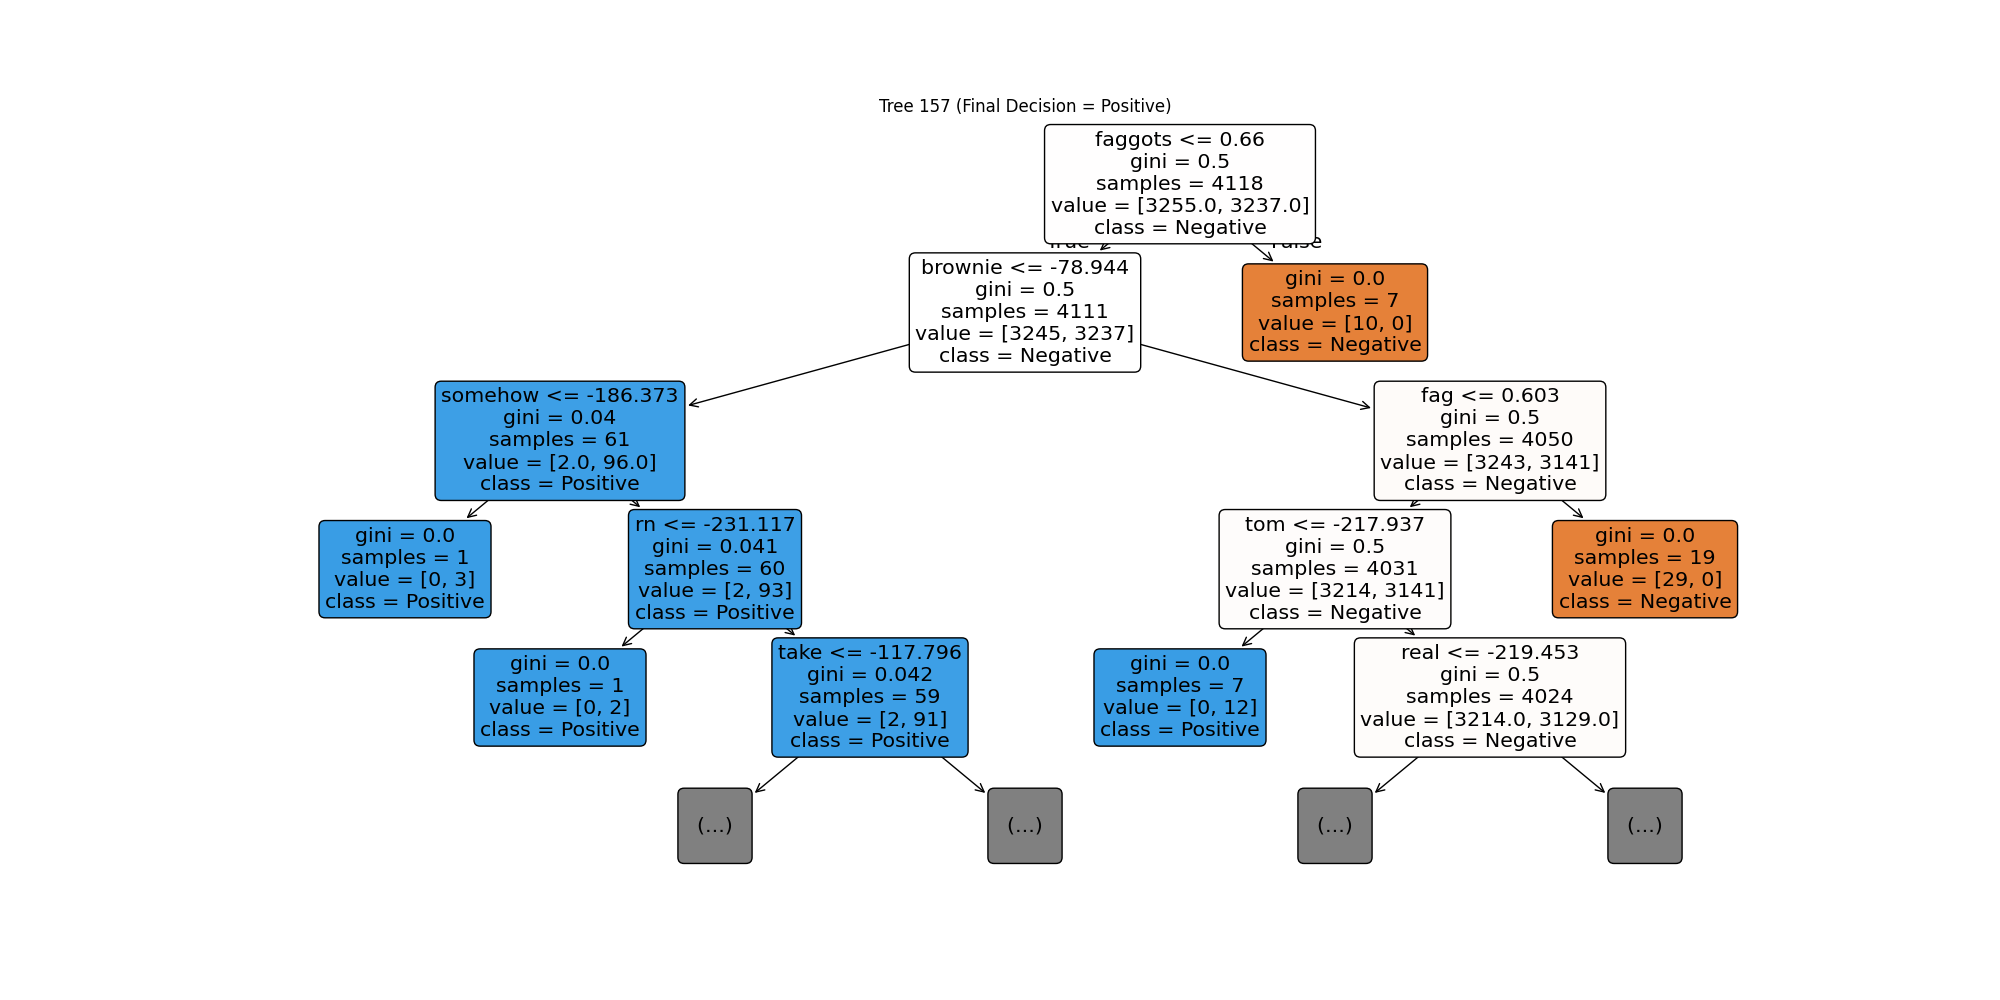 Tree 157 (Final Decision = Positive)
faggots <= 0.66
gini = 0.5
samples = 4118
value = [3255.0, 3237.0]
class = Negative
True
False
brownie <= -78.944
gini = 0.5
samples = 4111
value = [3245, 3237]
class = Negative
gini = 0.0
samples = 7
value = [10, 0]
class = Negative
somehow <= -186.373
gini = 0.04
samples = 61
value = [2.0, 96.0]
class = Positive
fag <= 0.603
gini = 0.5
samples = 4050
value = [3243, 3141]
class = Negative
gini = 0.0
samples = 1
value = [0, 3]
class = Positive
rn <= -231.117
gini = 0.041
samples = 60
value = [2, 93]
class = Positive
tom <= -217.937
gini = 0.5
samples = 4031
value = [3214, 3141]
class = Negative
gini = 0.0
samples = 19
value = [29, 0]
class = Negative
gini = 0.0
samples = 1
value = [0, 2]
class = Positive
take <= -117.796
gini = 0.042
samples = 59
value = [2, 91]
class = Positive
gini = 0.0
samples = 7
value = [0, 12]
class = Positive
real <= -219.453
gini = 0.5
samples = 4024
value = [3214.0, 3129.0]
class = Negative
(...)
(...)
(...)
(...)